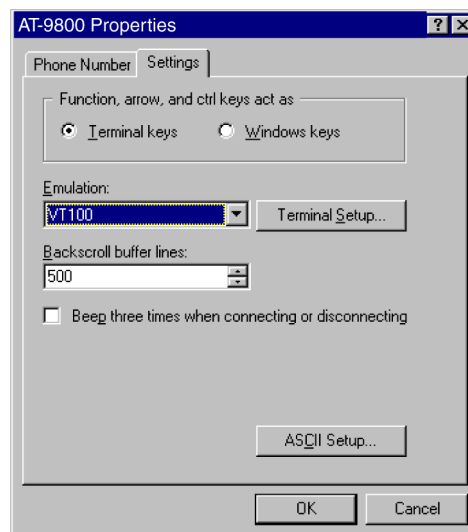 AT-9800 Properties
Phone Number Settings
Function, arrow, and ctrl keys act as
Terminal keys Windows keys
Emulation:
VT100 Terminal Setup...
Backscroll buffer lines:
500
Beep three times when connecting or disconnecting
ASCII Setup...
OK Cancel